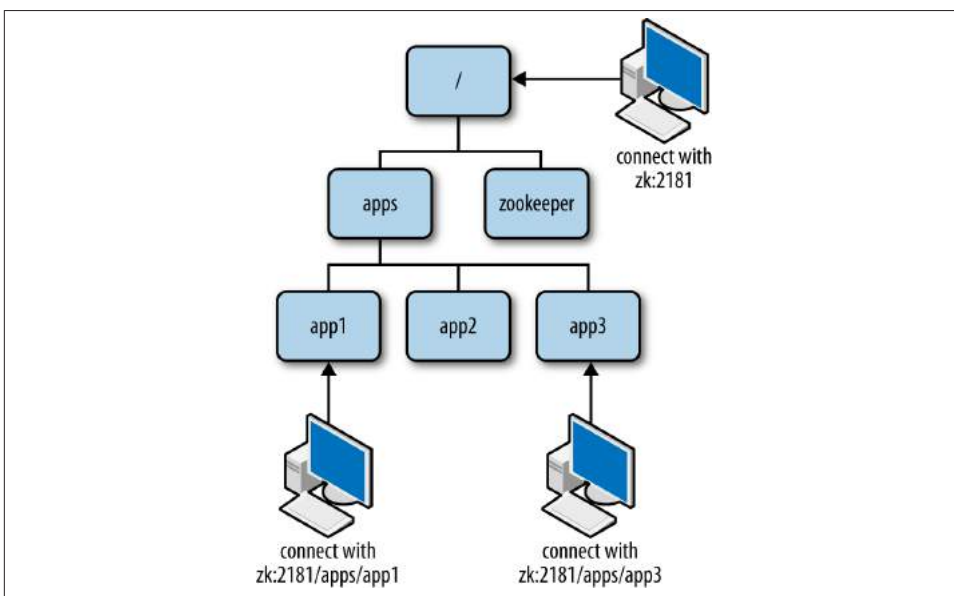 /
connect with
zk:2181
apps
zookeeper
app1
app2
app3
connect with
zk:2181/apps/app1
connect with
zk:2181/apps/app3